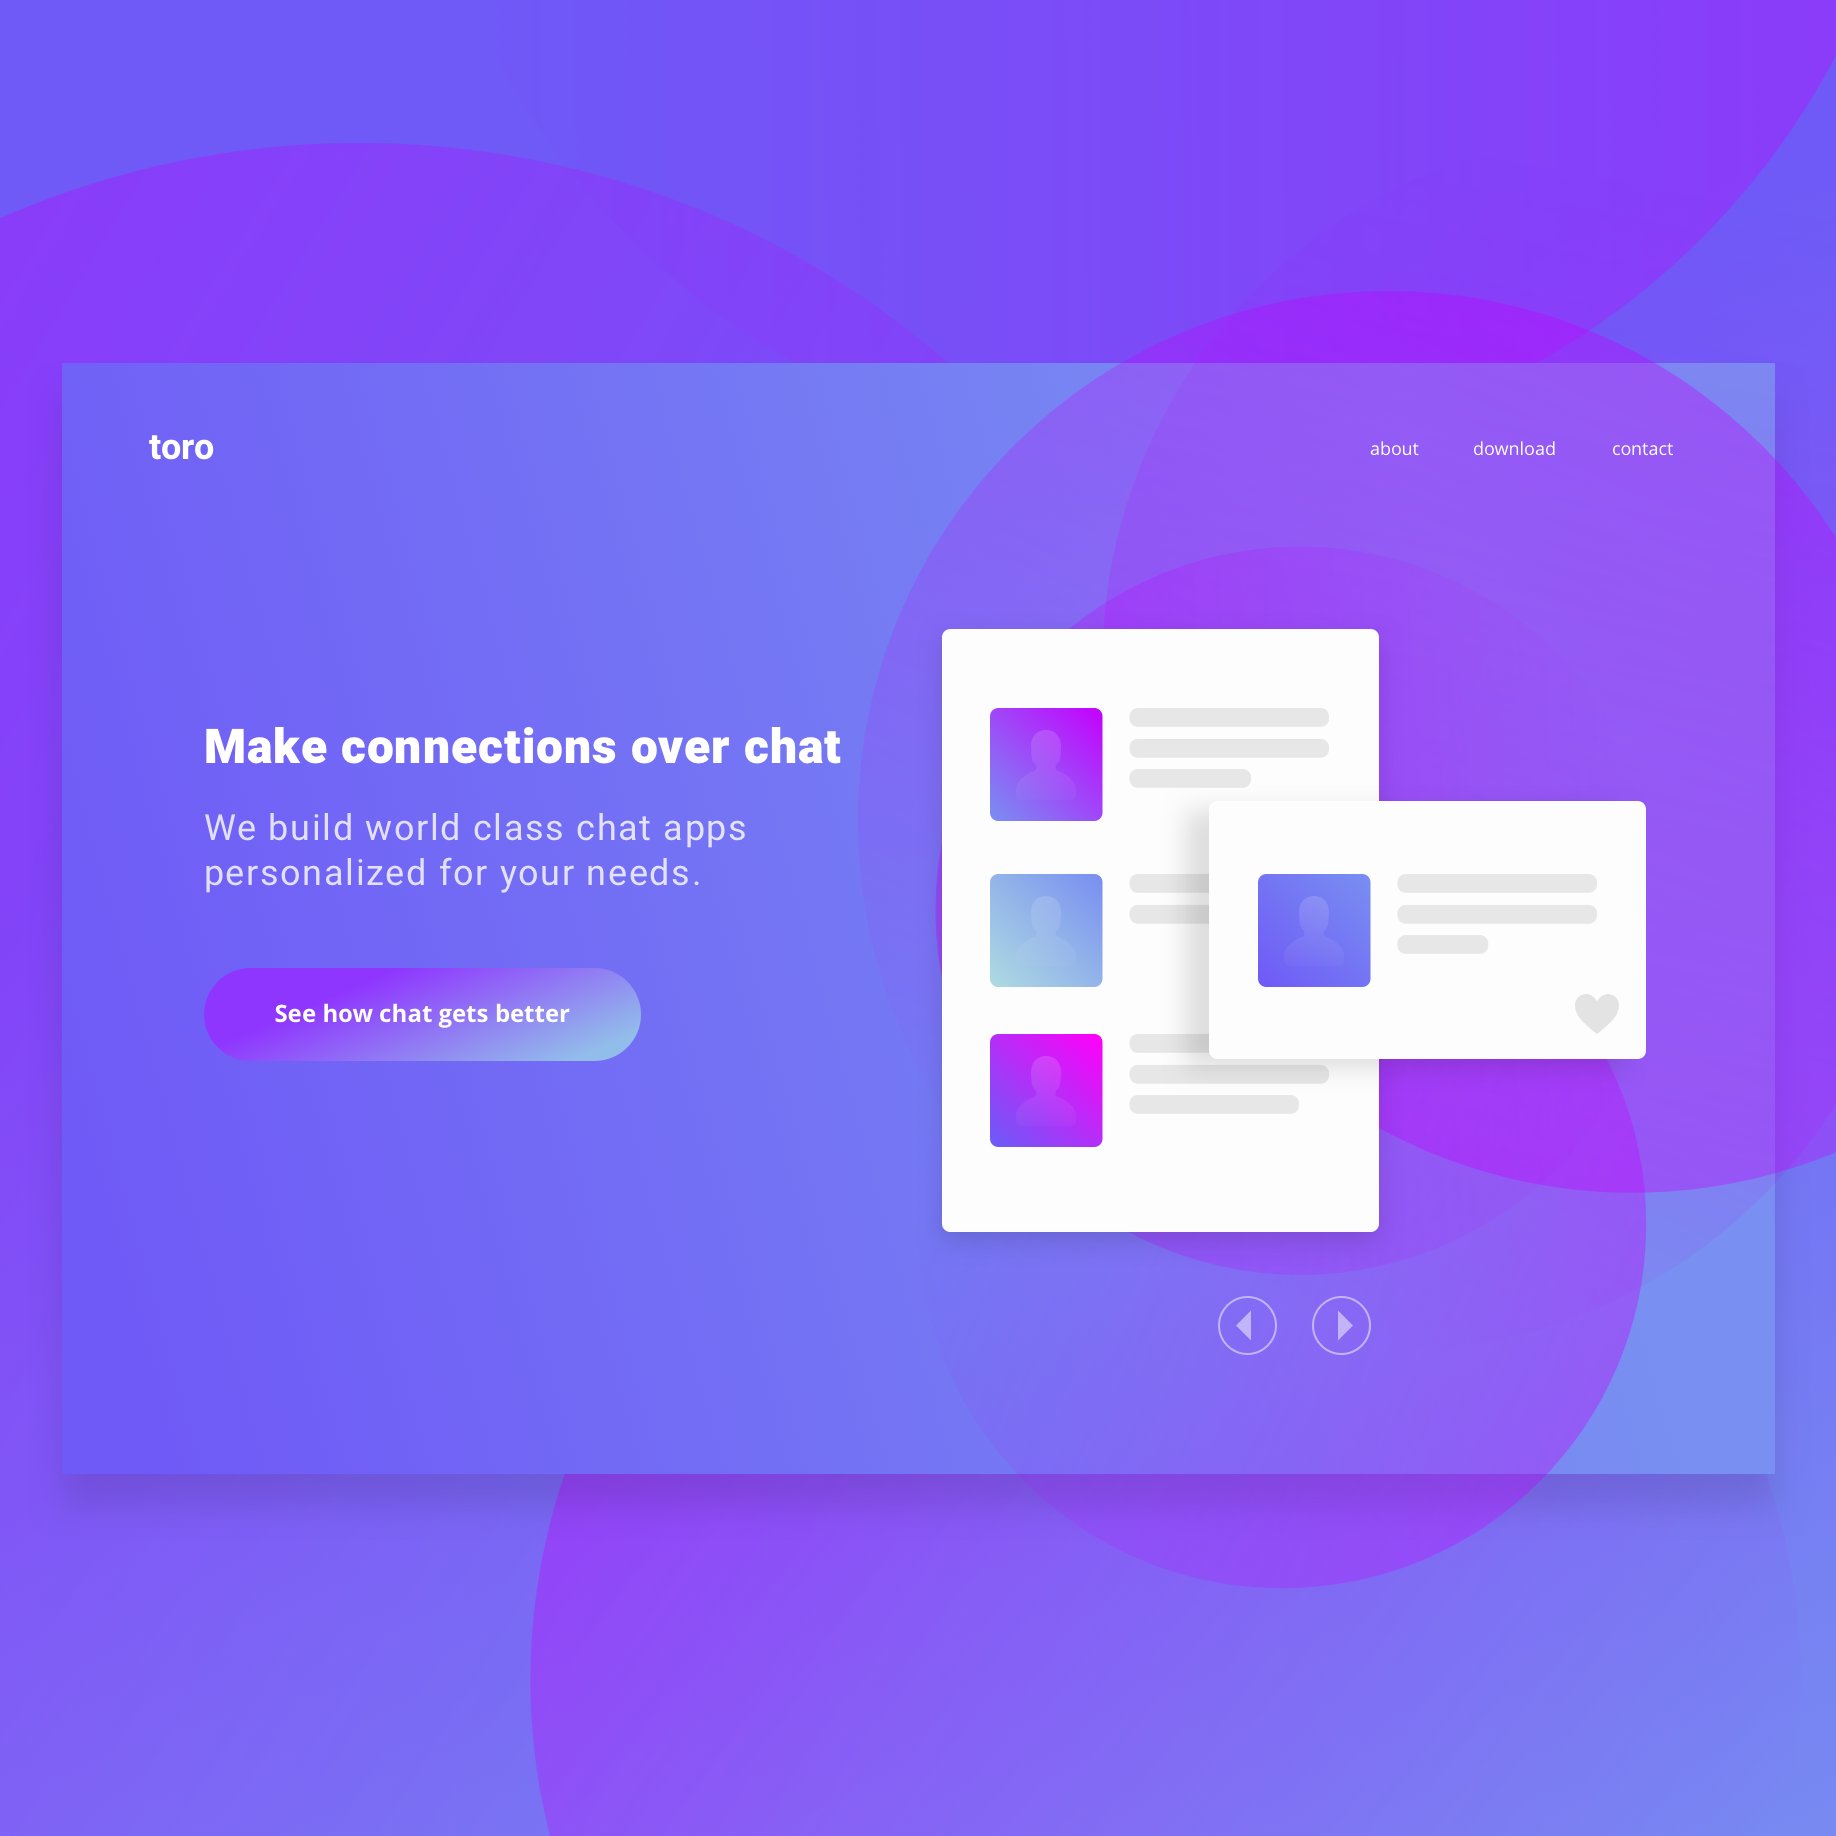 toro
about download contact
Make connections over chat
We build world class chat apps
personalized for your needs.
See how chat gets better